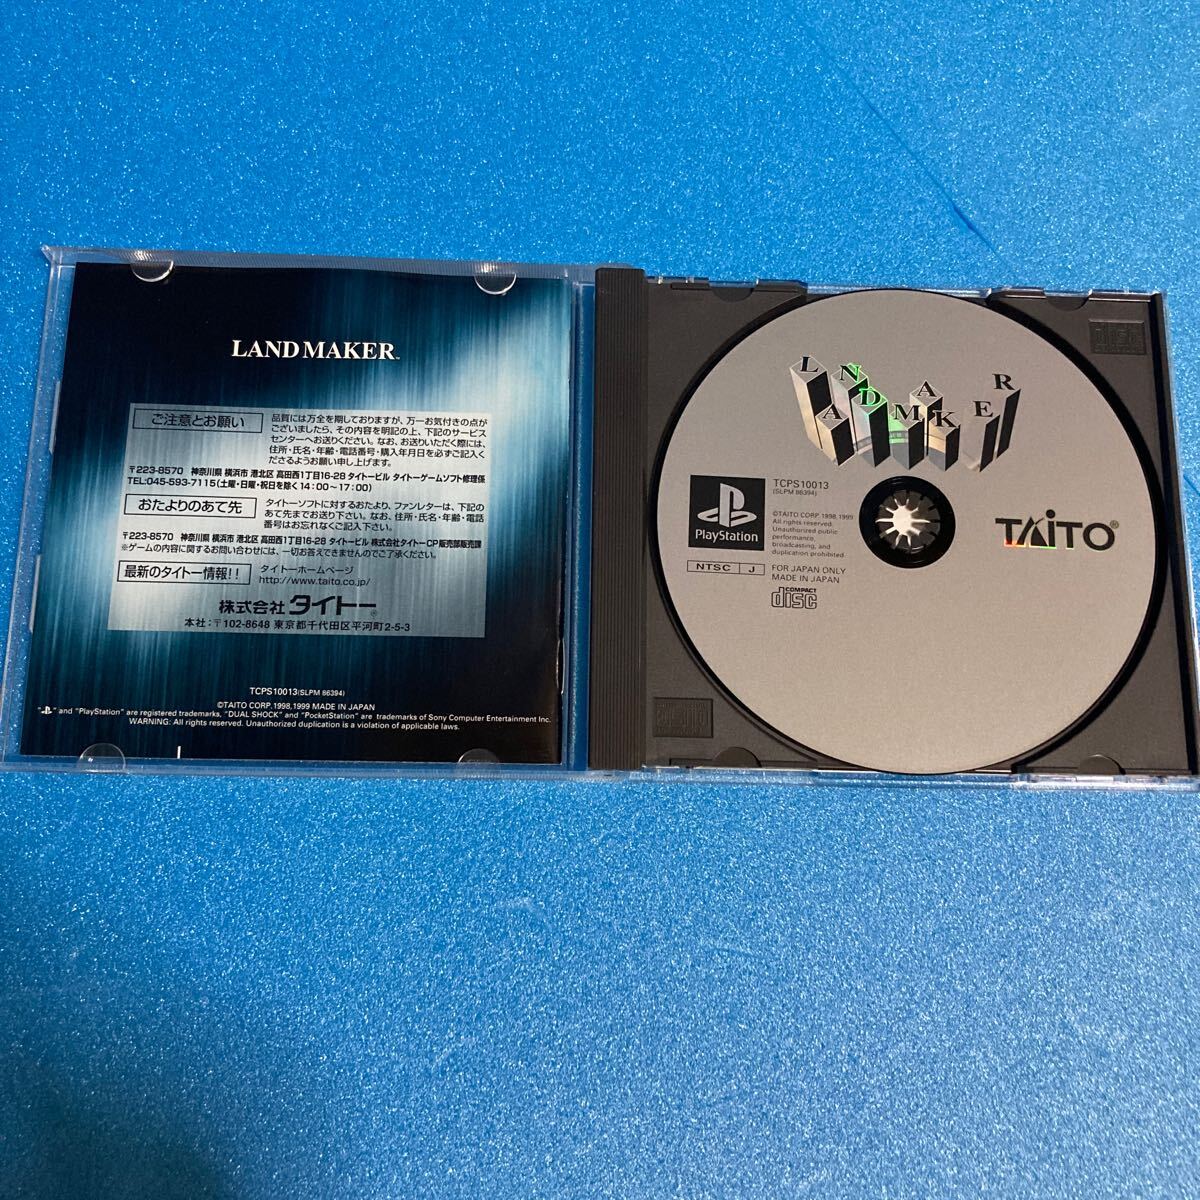 LAND MAKER™
ご注意とお願い
品質には万全を期しておりますが、万一お気付きの点が
ございましたら、その内容を明記の上、下記のサービス
センターへお送りください。なお、お送りいただく際には、
住所・氏名・年齢・電話番号・購入年月日を必ずご記入く
ださるようお願い申し上げます。
〒223-8570 神奈川県 横浜市 港北区 高田西1丁目16-28 タイトービル タイトーゲームソフト修理係
TEL:045-593-7115(土曜・日曜・祝日を除く14:00〜17:00)
おたよりのあて先
タイトーソフトに対するおたより、ファンレターは、下記の
あて先までお送り下さい。なお、住所・氏名・年齢・電話
番号はお忘れなくご記入下さい。
〒223-8570 神奈川県 横浜市 港北区 高田西1丁目16-28 タイトービル 株式会社タイトーCP販売部販売課
※ゲームの内容に関するお問い合わせには、一切お答えできませんのでご了承ください。
最新のタイトー情報!!
タイトーホームページ
http://www.taito.co.jp/
株式会社タイトー®
本社:〒102-8648 東京都千代田区平河町2-5-3
TCPS10013(SLPM 86394)
©TAITO CORP.1998,1999 MADE IN JAPAN
" " and "PlayStation" are registered trademarks, "DUAL SHOCK" and "PocketStation" are trademarks of Sony Computer Entertainment Inc.
WARNING: All rights reserved. Unauthorized duplication is a violation of applicable laws.
LANDMAKER
TCPS10013
(SLPM 86394)
PlayStation
©TAITO CORP.1998,1999
All rights reserved.
Unauthorized public
performance,
broadcasting, and
duplication prohibited.
NTSC J
FOR JAPAN ONLY
MADE IN JAPAN
COMPACT
disc
TAITO®